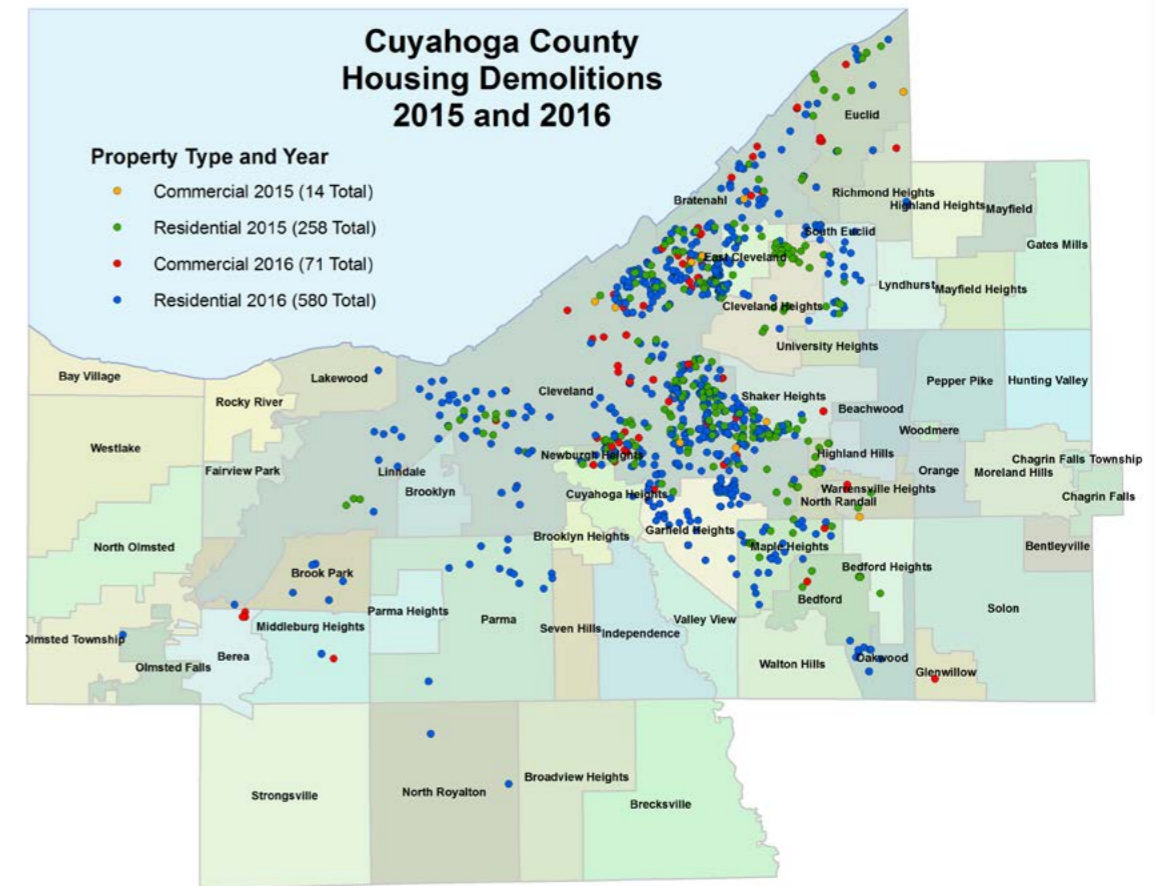 Cuyahoga County
Housing Demolitions
2015 and 2016
Property Type and Year
Commercial 2015 (14 Total)
Residential 2015 (258 Total)
Commercial 2016 (71 Total)
Residential 2016 (580 Total)
Euclid
Bratenahl
Richmond Heights
Highland Heights
Mayfield
South Euclid
Gates Mills
East Cleveland
Lyndhurst
Mayfield Heights
Cleveland Heights
University Heights
Bay Village
Lakewood
Rocky River
Cleveland
Shaker Heights
Pepper Pike
Hunting Valley
Beachwood
Woodmere
Westlake
Fairview Park
Linndale
Newburgh Heights
Highland Hills
Chagrin Falls Township
Orange
Moreland Hills
Brooklyn
Cuyahoga Heights
Warrensville Heights
North Randall
Chagrin Falls
Garfield Heights
Brooklyn Heights
North Olmsted
Maple Heights
Bentleyville
Brook Park
Bedford Heights
Bedford
Solon
Parma Heights
Parma
Middleburg Heights
Seven Hills
Independence
Valley View
Olmsted Township
Berea
Olmsted Falls
Walton Hills
Oakwood
Glenwillow
Strongsville
North Royalton
Broadview Heights
Brecksville